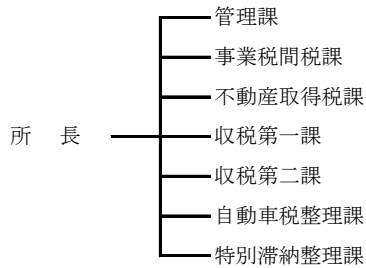 管理課
事業税間税課
不動産取得税課
所　長
収税第一課
収税第二課
自動車税整理課
特別滞納整理課